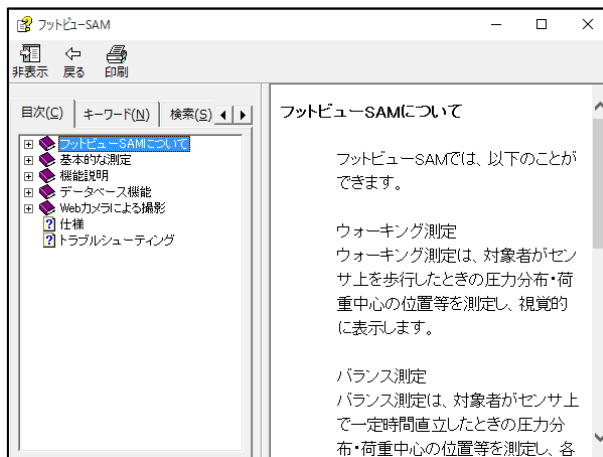 フットビューSAM
非表示 戻る 印刷
目次(C) キーワード(N) 検索(S)
フットビューSAMについて
基本的な測定
機能説明
データベース機能
Webカメラによる撮影
仕様
トラブルシューティング
フットビューSAMについて
フットビューSAMでは、以下のことが
できます。
ウォーキング測定
ウォーキング測定は、対象者がセン
サ上を歩行したときの圧力分布・荷
重中心の位置等を測定し、視覚的
に表示します。
バランス測定
バランス測定は、対象者がセンサ上
で一定時間直立したときの圧力分
布・荷重中心の位置等を測定し、各